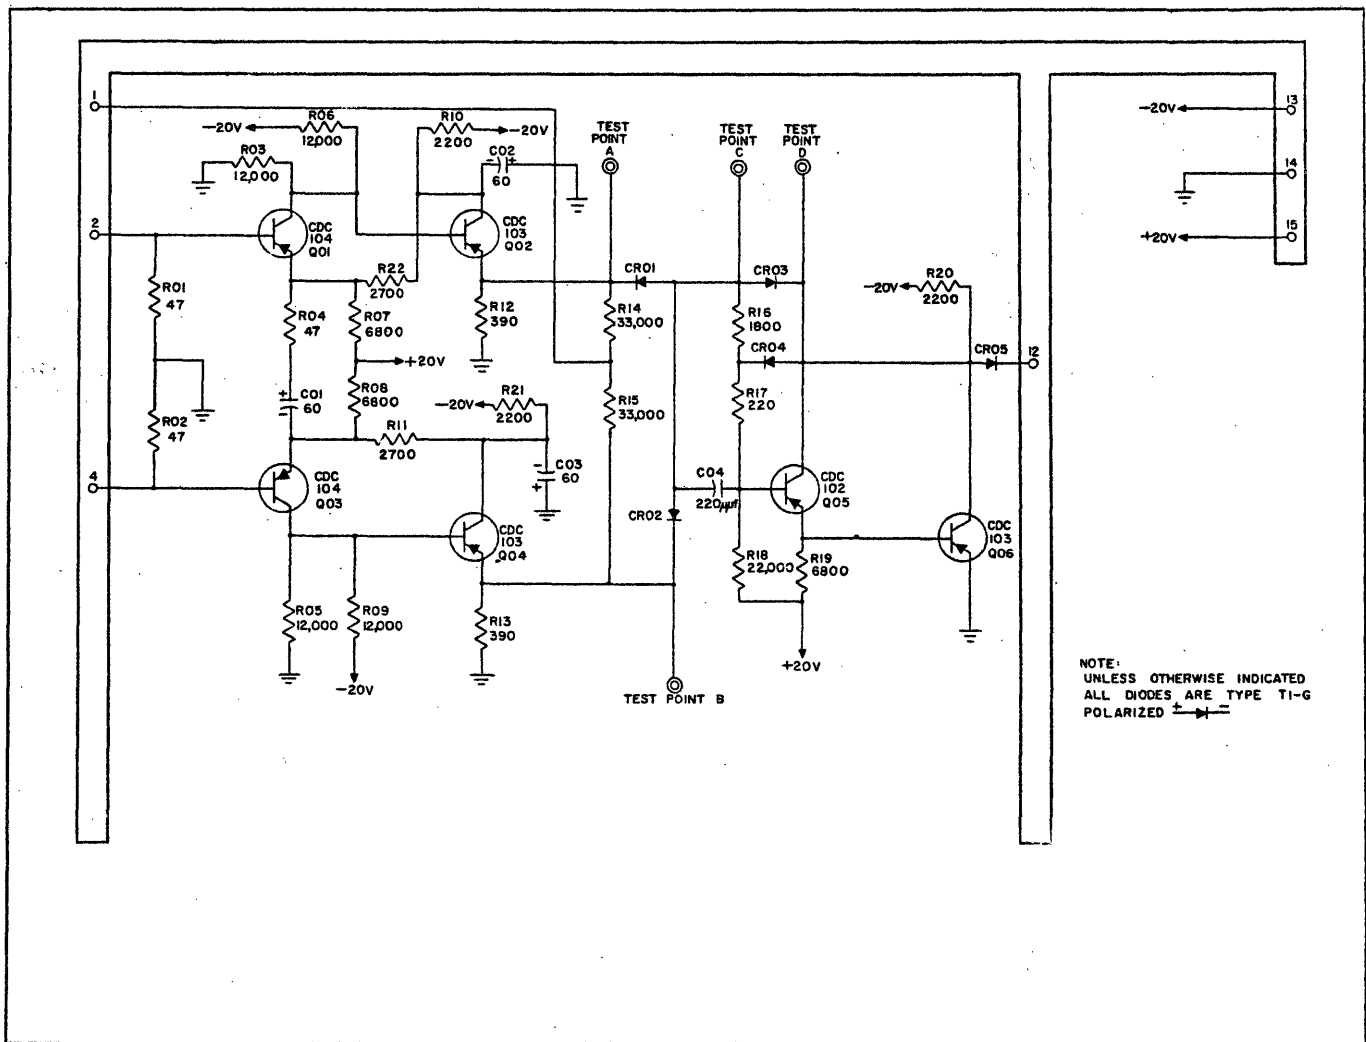 1
2
4
R06
-20V
12,000
R03
12,000
R10
-20V
2200
C02
- +
60
CDC
104
Q01
CDC
103
Q02
R01
47
R02
47
R22
2700
R04
47
R07
6800
+20V
R08
6800
+
C01
60
-
R11
2700
R12
390
R21
-20V
2200
-
C03
60
+
CDC
104
Q03
CDC
103
Q04
R05
12,000
R09
12,000
-20V
R13
390
TEST
POINT
A
TEST
POINT
C
TEST
POINT
D
CR01
CR03
R14
33,000
R15
33,000
R16
1800
CR04
R17
220
C04
220μμf
CR02
CDC
102
Q05
R18
22,000
R19
6800
+20V
TEST POINT B
R20
-20V
2200
CR05
12
CDC
103
Q06
-20V
13
14
+20V
15
NOTE:
UNLESS OTHERWISE INDICATED
ALL DIODES ARE TYPE TI-G
POLARIZED + -